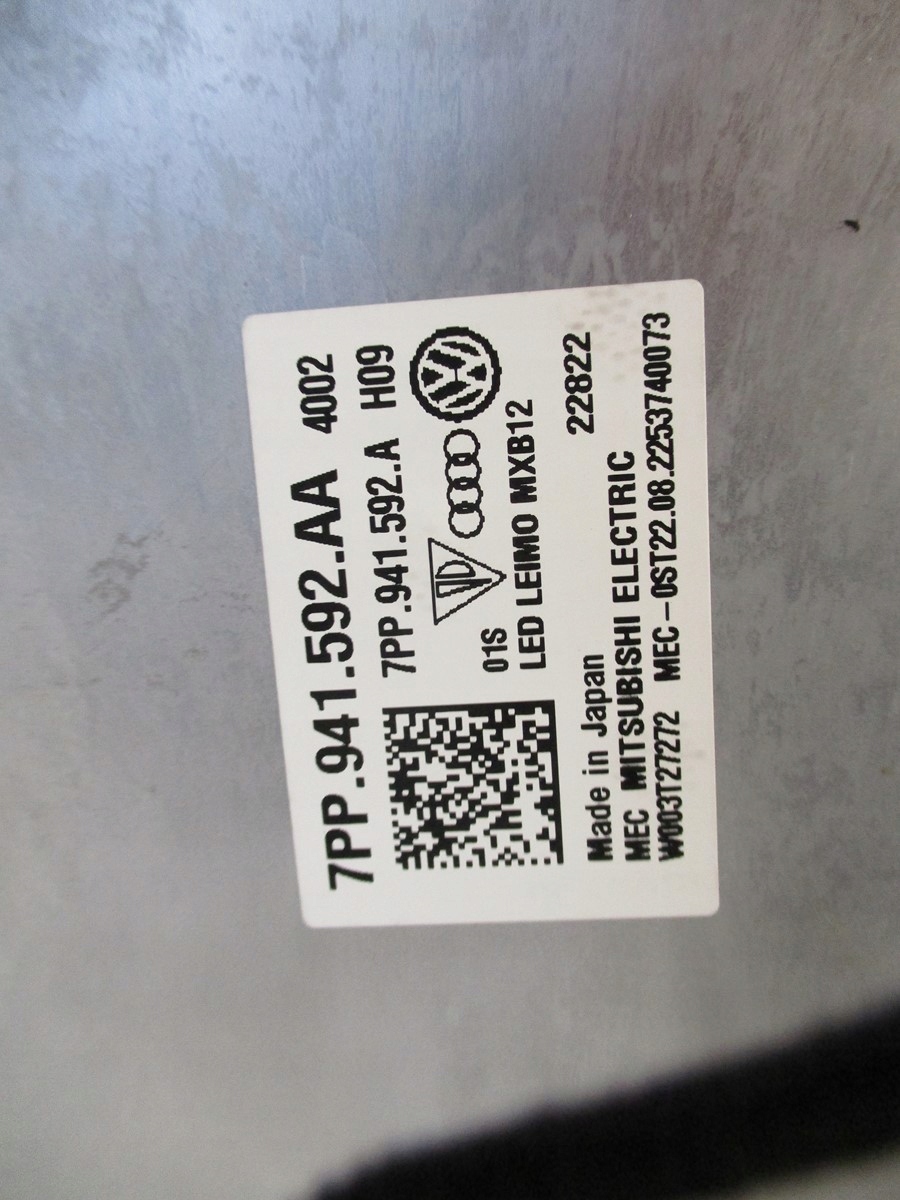 7PP.941.592.AA 4002
7PP.941.592.A H09
01S
LED LEIMO MXB12
Made in Japan 22822
MEC MITSUBISHI ELECTRIC
W003T27272 MEC-0ST22.08.2253740073